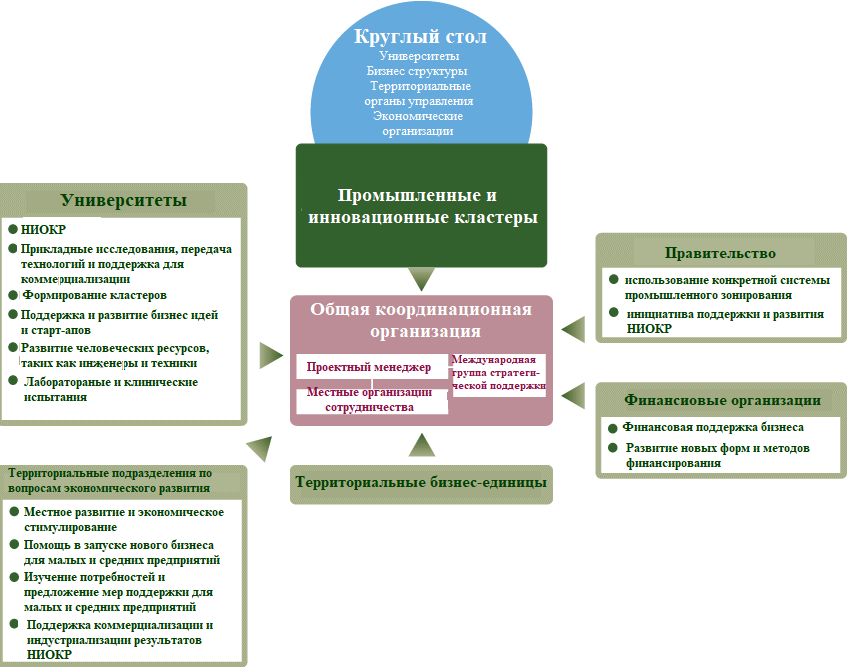 Круглый стол
Университеты
Бизнес структуры
Территориальные
органы управления
Экономические
организации
Промышленные и
инновационные кластеры
Университеты
НИОКР
Прикладные исследования, передача
технологий и поддержка для
коммерциализации
Формирование кластеров
Поддержка и развитие бизнес идей
и старт-апов
Развитие человеческих ресурсов,
таких как инженеры и техники
Лаборатораные и клинические
испытания
Общая координационная
организация
Проектный менеджер
Местные организации
сотрудничества
Международная
группа стратеги-
ческой поддержки
Правительство
использование конкретной системы
промышленного зонирования
инициатива поддержки и развития
НИОКР
Финансиовые организации
Финансовая поддержка бизнеса
Развитие новых форм и методов
финансирования
Территориальные подразделения по
вопросам экономического развития
Местное развитие и экономическое
стимулирование
Помощь в запуске нового бизнеса
для малых и средних предприятий
Изучение потребностей и
предложение мер поддержки для
малых и средних предприятий
Поддержка коммерциализации и
индустриализации результатов
НИОКР
Территориальные бизнес-единицы